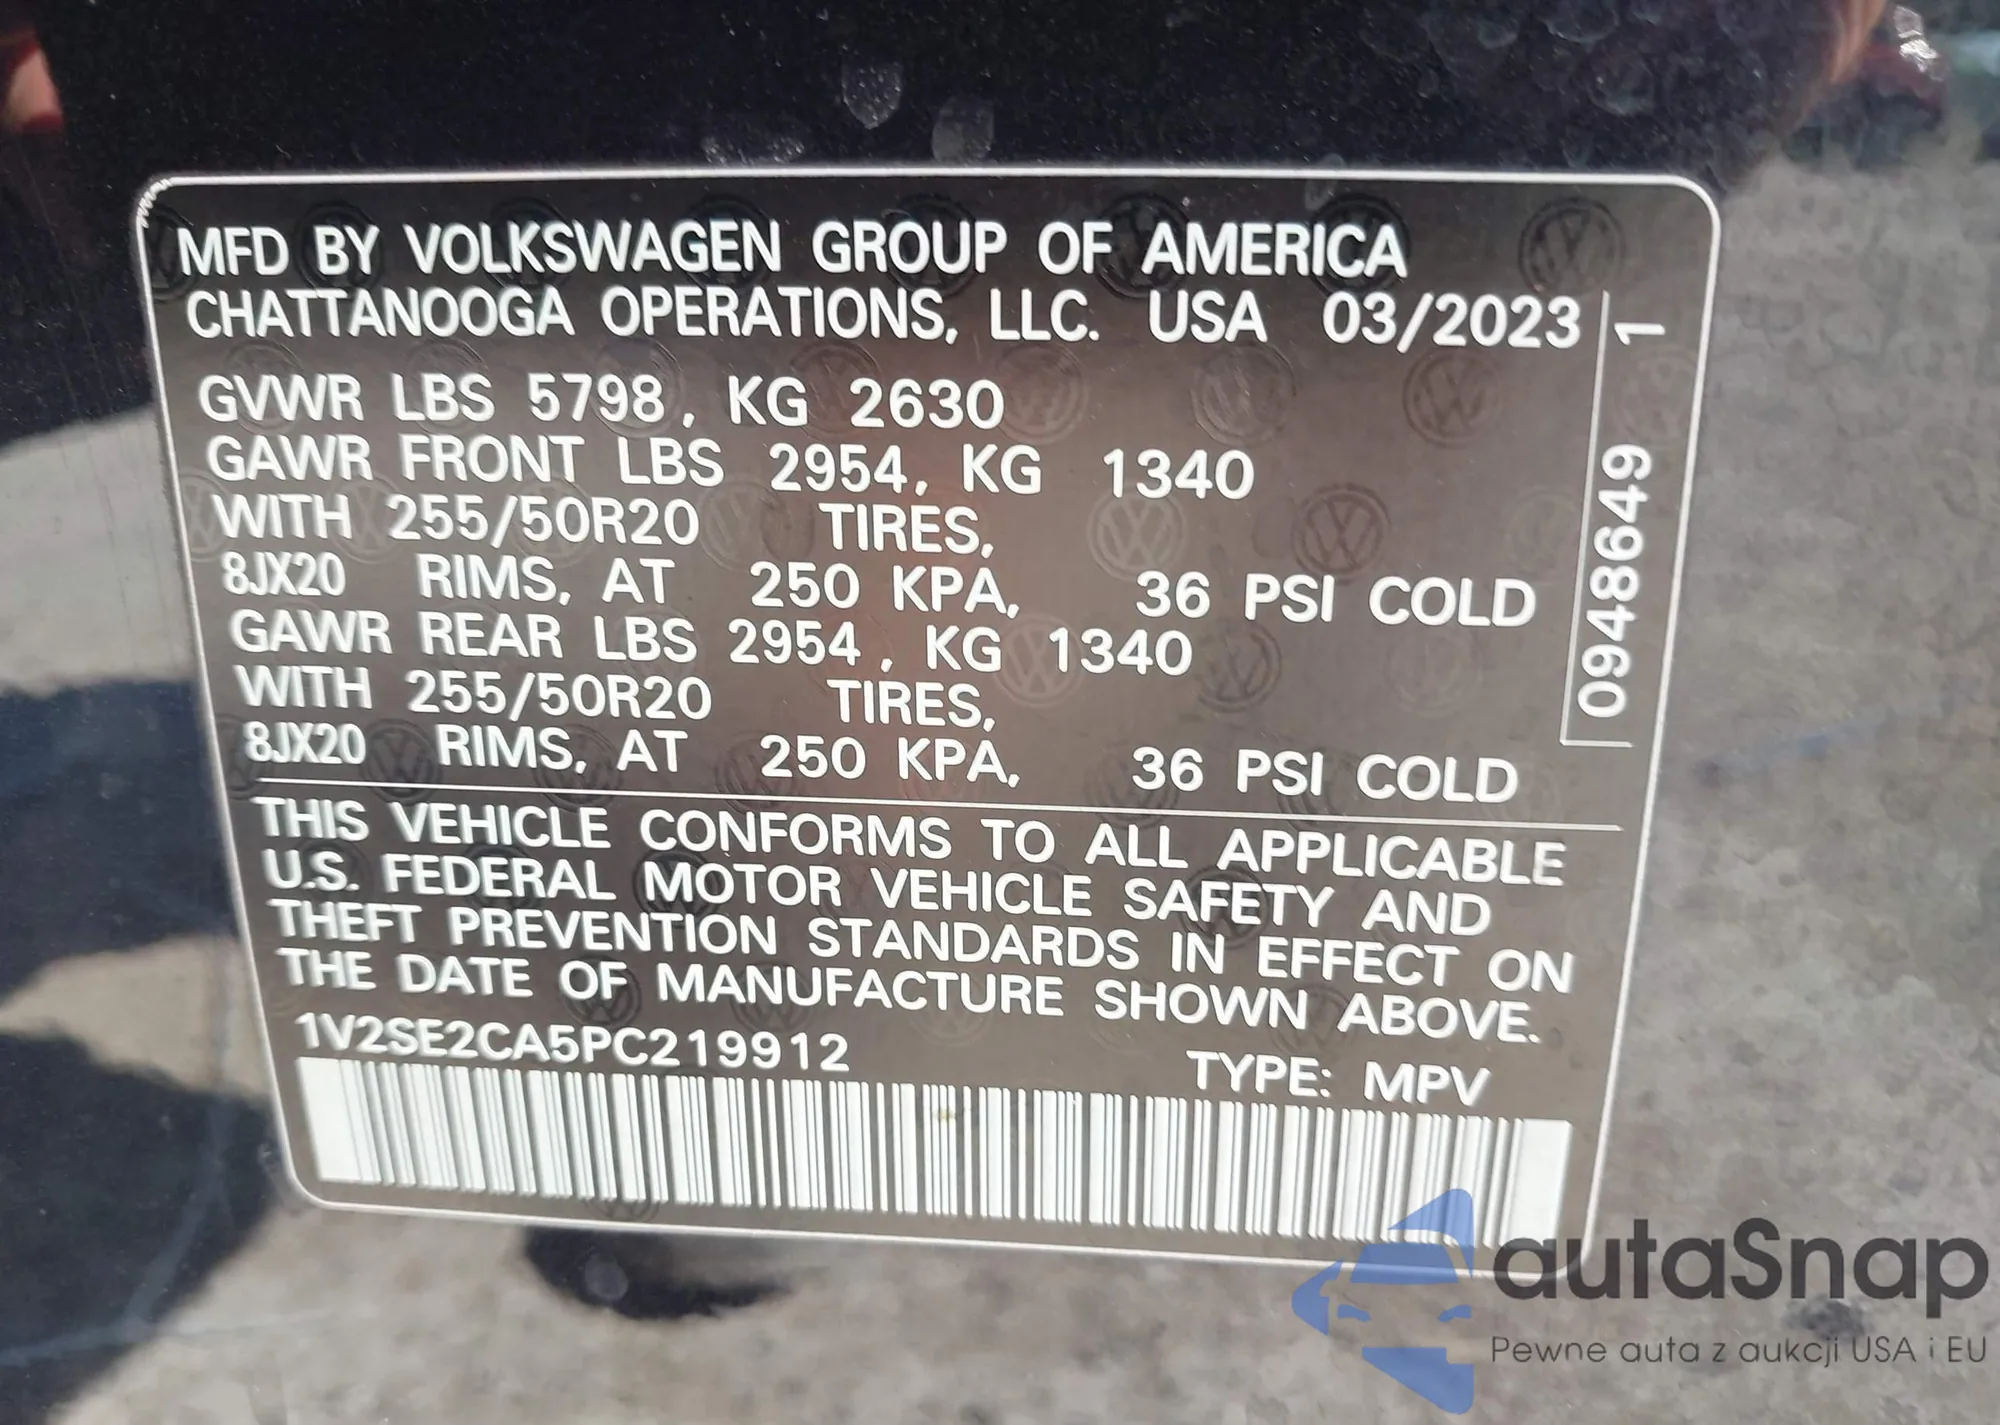 MFD BY VOLKSWAGEN GROUP OF AMERICA
CHATTANOOGA OPERATIONS, LLC. USA 03/2023
GVWR LBS 5798, KG 2630
GAWR FRONT LBS 2954, KG 1340
WITH 255/50R20 TIRES,
8JX20 RIMS, AT 250 KPA, 36 PSI COLD
GAWR REAR LBS 2954, KG 1340
WITH 255/50R20 TIRES,
8JX20 RIMS, AT 250 KPA, 36 PSI COLD
0948649 1
THIS VEHICLE CONFORMS TO ALL APPLICABLE
U.S. FEDERAL MOTOR VEHICLE SAFETY AND
THEFT PREVENTION STANDARDS IN EFFECT ON
THE DATE OF MANUFACTURE SHOWN ABOVE.
1V2SE2CA5PC219912
TYPE: MPV
autaSnap
Pewne auta z aukcji USA i EU